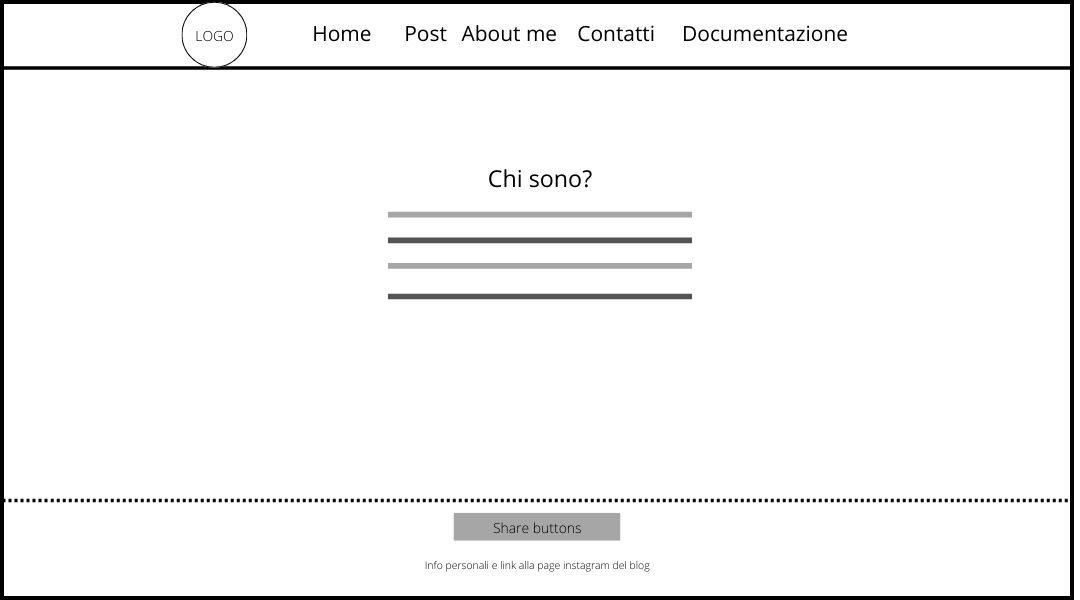 LOGO Home Post About me Contatti Documentazione
Chi sono?
Share buttons
Info personali e link alla page instagram del blog